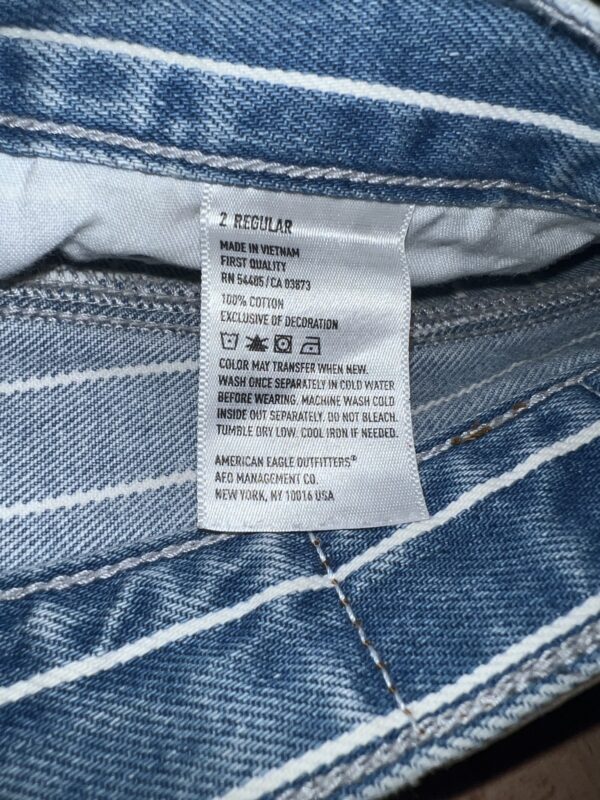 2 REGULAR
MADE IN VIETNAM
FIRST QUALITY
RN 54485/CA 03873
100% COTTON
EXCLUSIVE OF DECORATION
COLOR MAY TRANSFER WHEN NEW.
WASH ONCE SEPARATELY IN COLD WATER
BEFORE WEARING. MACHINE WASH COLD
INSIDE OUT SEPARATELY. DO NOT BLEACH.
TUMBLE DRY LOW. COOL IRON IF NEEDED.
AMERICAN EAGLE OUTFITTERS®
AEO MANAGEMENT CO.
NEW YORK, NY 10016 USA